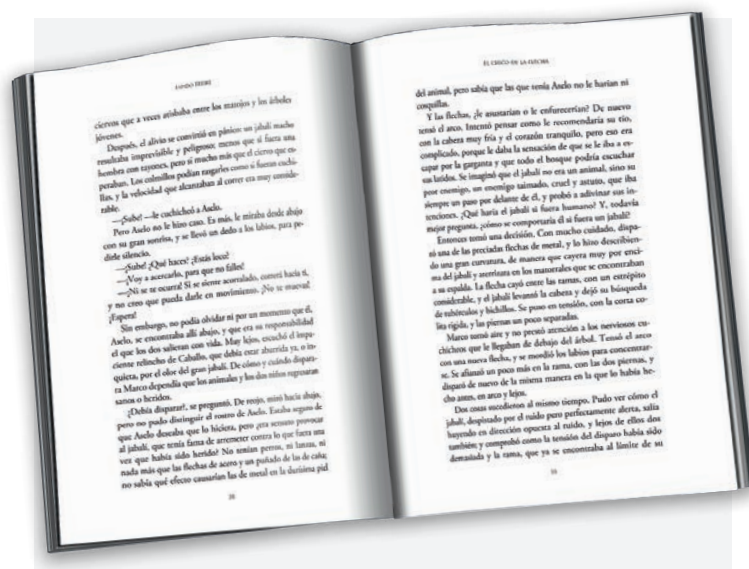 ESPIDO FREIRE
ciervos que a veces atisbaba entre los matojos y los árboles
jóvenes.
Después, el alivio se convirtió en pánico: un jabalí macho
resultaba imprevisible y peligroso; menos que si fuera una
hembra con rayones, pero sí mucho más que el ciervo que es-
peraban. Los colmillos podían rasgarles como si fueran cuchi-
llas, y la velocidad que alcanzaban al correr era muy conside-
rable.
—¡Sube! —le cuchicheó a Aselo.
Pero Aselo no le hizo caso. Es más, le miraba desde abajo
con su gran sonrisa, y se llevó un dedo a los labios, para pe-
dirle silencio.
—¡Sube! ¿Qué haces? ¿Estás loco?
—¡Voy a acercarlo, para que no falles!
—¡Ni se te ocurra! Si se siente acorralado, correrá hacia ti,
y no creo que pueda darle en movimiento. ¡No te muevas!
¡Espera!
Sin embargo, no podía olvidar ni por un momento que él,
Aselo, se encontraba allí abajo, y que era su responsabilidad
el que los dos salieran con vida. Muy lejos, escuchó el impa-
ciente relincho de Caballo, que debía estar aburrida ya, o in-
quieta, por el olor del gran jabalí. De cómo y cuándo dispara-
ra Marco dependía que los animales y los dos niños regresaran
sanos o heridos.
¿Debía disparar?, se preguntó. De reojo, miró hacia abajo,
pero no pudo distinguir el rostro de Aselo. Estaba seguro de
que Aselo deseaba que lo hiciera, pero ¿era sensato provocar
al jabalí, que tenía fama de arremeter contra lo que fuera una
vez que había sido herido? No tenían perros, ni lanzas, ni
nada más que las flechas de acero y un puñado de las de caña;
no sabía qué efecto causarían las de metal en la durísima piel
EL CHICO DE LA FLECHA
del animal, pero sabía que las que tenía Aselo no le harían ni
cosquillas.
Y las flechas, ¿le asustarían o le enfurecerían? De nuevo
tensó el arco. Intentó pensar como le recomendaría su tío,
con la cabeza muy fría y el corazón tranquilo, pero eso era
complicado, porque le daba la sensación de que se le iba a es-
capar por la garganta y que todo el bosque podría escuchar
sus latidos. Se imaginó que el jabalí no era un animal, sino su
peor enemigo, un enemigo taimado, cruel y astuto, que iba
siempre un paso por delante de él, y probó a adivinar sus in-
tenciones. ¿Qué haría el jabalí si fuera humano? Y, todavía
mejor pregunta, ¿cómo se comportaría él si fuera un jabalí?
Entonces tomó una decisión. Con mucho cuidado, dispa-
ró una de las preciadas flechas de metal, y lo hizo describien-
do una gran curvatura, de manera que cayera muy por enci-
ma del jabalí y aterrizara en los matorrales que se encontraban
a su espalda. La flecha cayó entre las ramas, con un estrépito
considerable, y el jabalí levantó la cabeza y dejó su búsqueda
de tubérculos y bichillos. Se puso en tensión, con la corta co-
lita rígida, y las piernas un poco separadas.
Marco tomó aire y no prestó atención a los nerviosos cu-
chicheos que le llegaban de debajo del árbol. Tensó el arco
con una nueva flecha, y se mordió los labios para concentrar-
se. Se afianzó un poco más en la rama, con las dos piernas, y
disparó de nuevo de la misma manera en la que lo había he-
cho antes, en arco y lejos.
Dos cosas sucedieron al mismo tiempo. Pudo ver cómo el
jabalí, despistado por el ruido pero perfectamente alerta, salía
huyendo en dirección opuesta al ruido, y lejos de ellos dos
también; y comprobó como la tensión del disparo había sido
demasiada y la rama, que ya se encontraba al límite de su